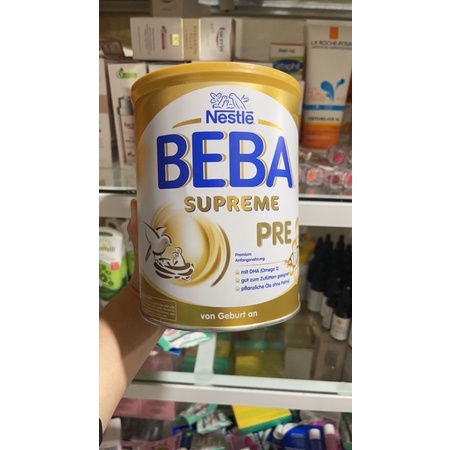 LA ROCHE-POSAY
Nestlé
BEBA
SUPREME
PRE
Premium
Anfangsnahrung
mit DHA (Omega 3)
gut zum Zufüttern geeignet
pflanzliche Öle ohne Palmöl
von Geburt an